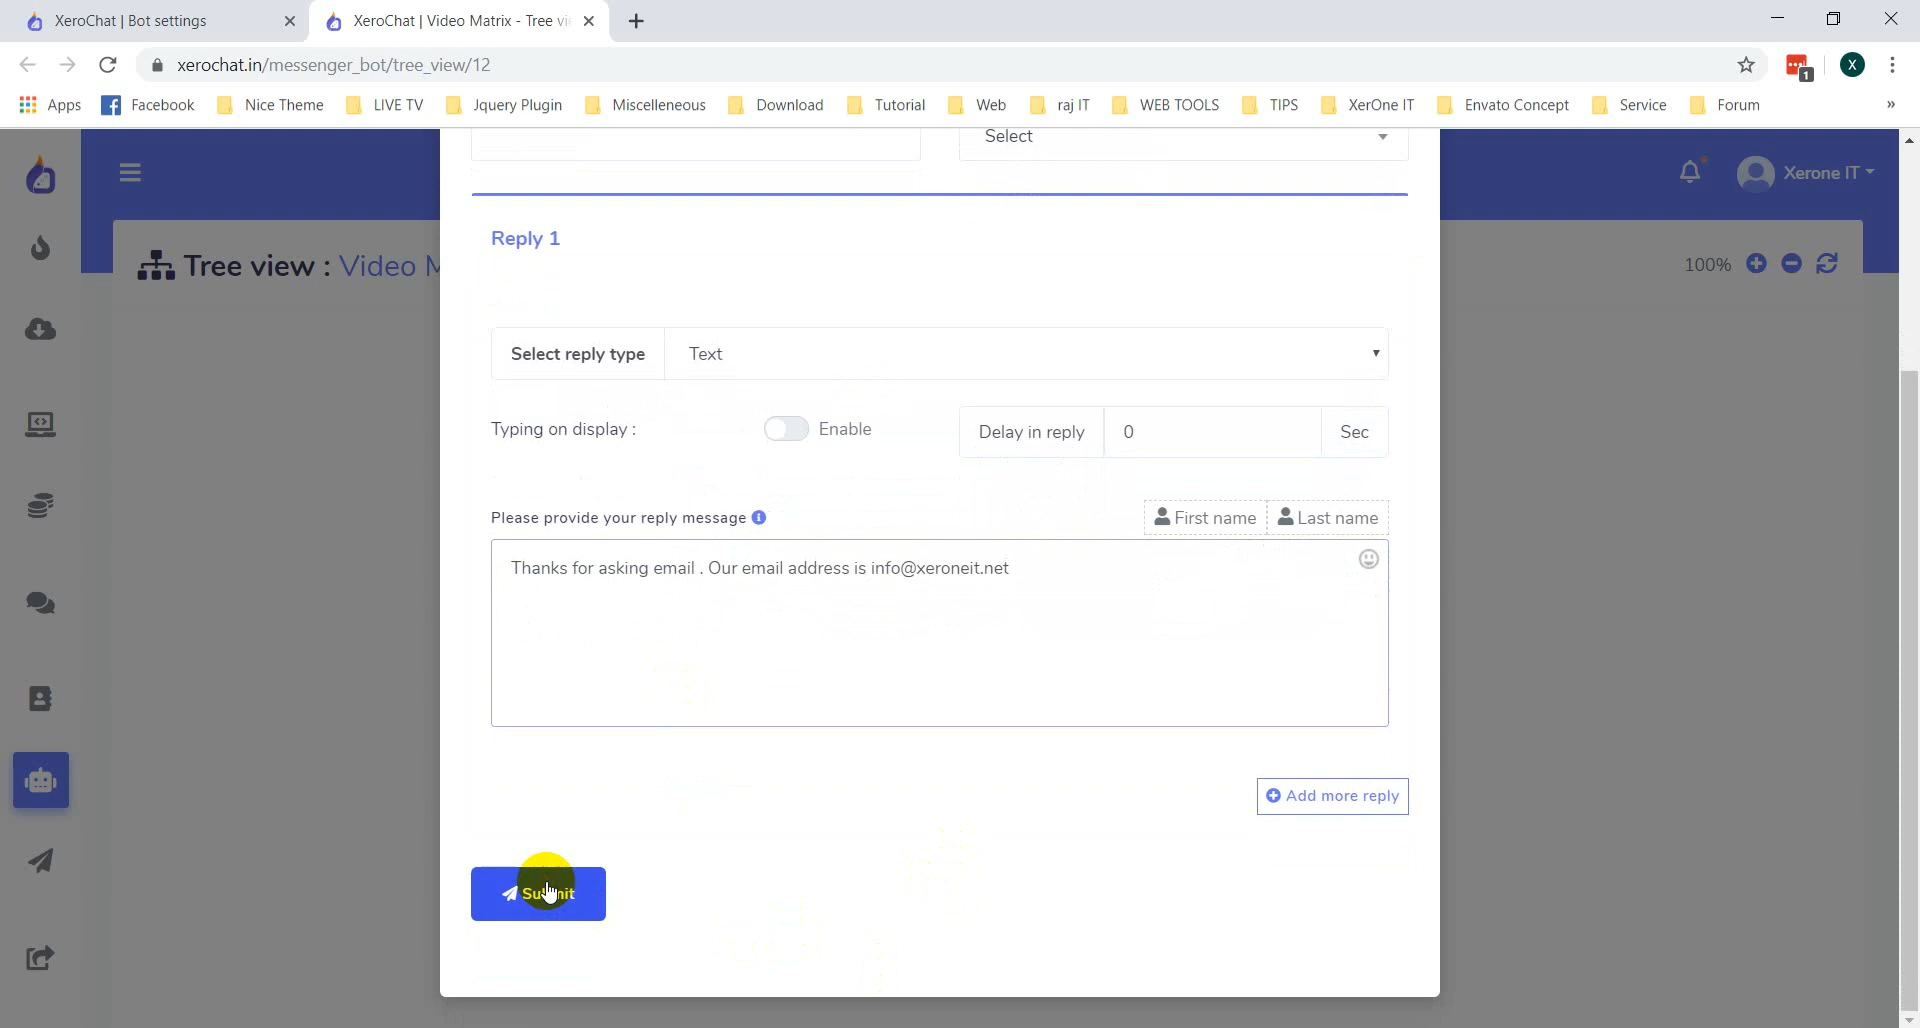 XeroChat | Bot settings
XeroChat | Video Matrix - Tree vi
xerochat.in/messenger_bot/tree_view/12
1
X
Apps Facebook Nice Theme LIVE TV Jquery Plugin Miscelleneous Download Tutorial Web raj IT WEB TOOLS TIPS XerOne IT Envato Concept Service Forum »
Select
Xerone IT
Reply 1
Tree view : Video M
100%
Select reply type Text
Typing on display : Enable Delay in reply 0 Sec
Please provide your reply message First name Last name
Thanks for asking email . Our email address is info@xeroneit.net
Add more reply
Submit